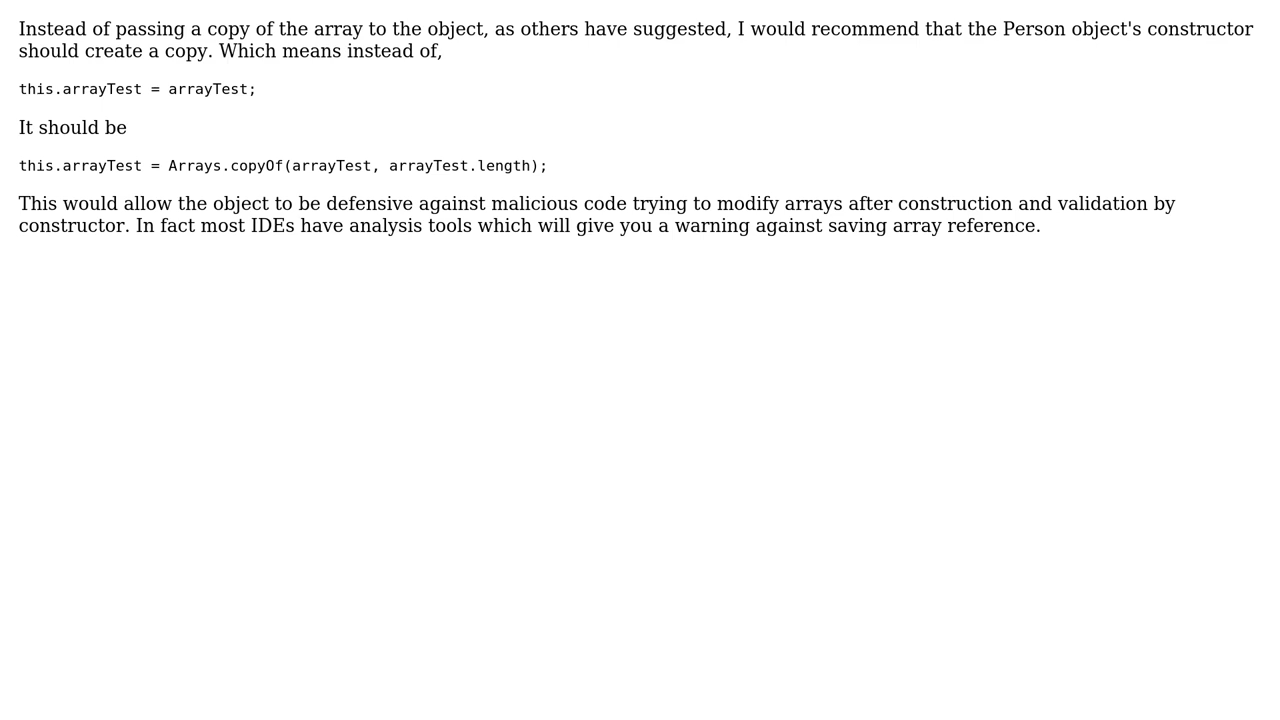 Instead of passing a copy of the array to the object, as others have suggested, I would recommend that the Person object's constructor
should create a copy. Which means instead of,
this.arrayTest = arrayTest;
It should be
this.arrayTest = Arrays.copyOf(arrayTest, arrayTest.length);
This would allow the object to be defensive against malicious code trying to modify arrays after construction and validation by
constructor. In fact most IDEs have analysis tools which will give you a warning against saving array reference.